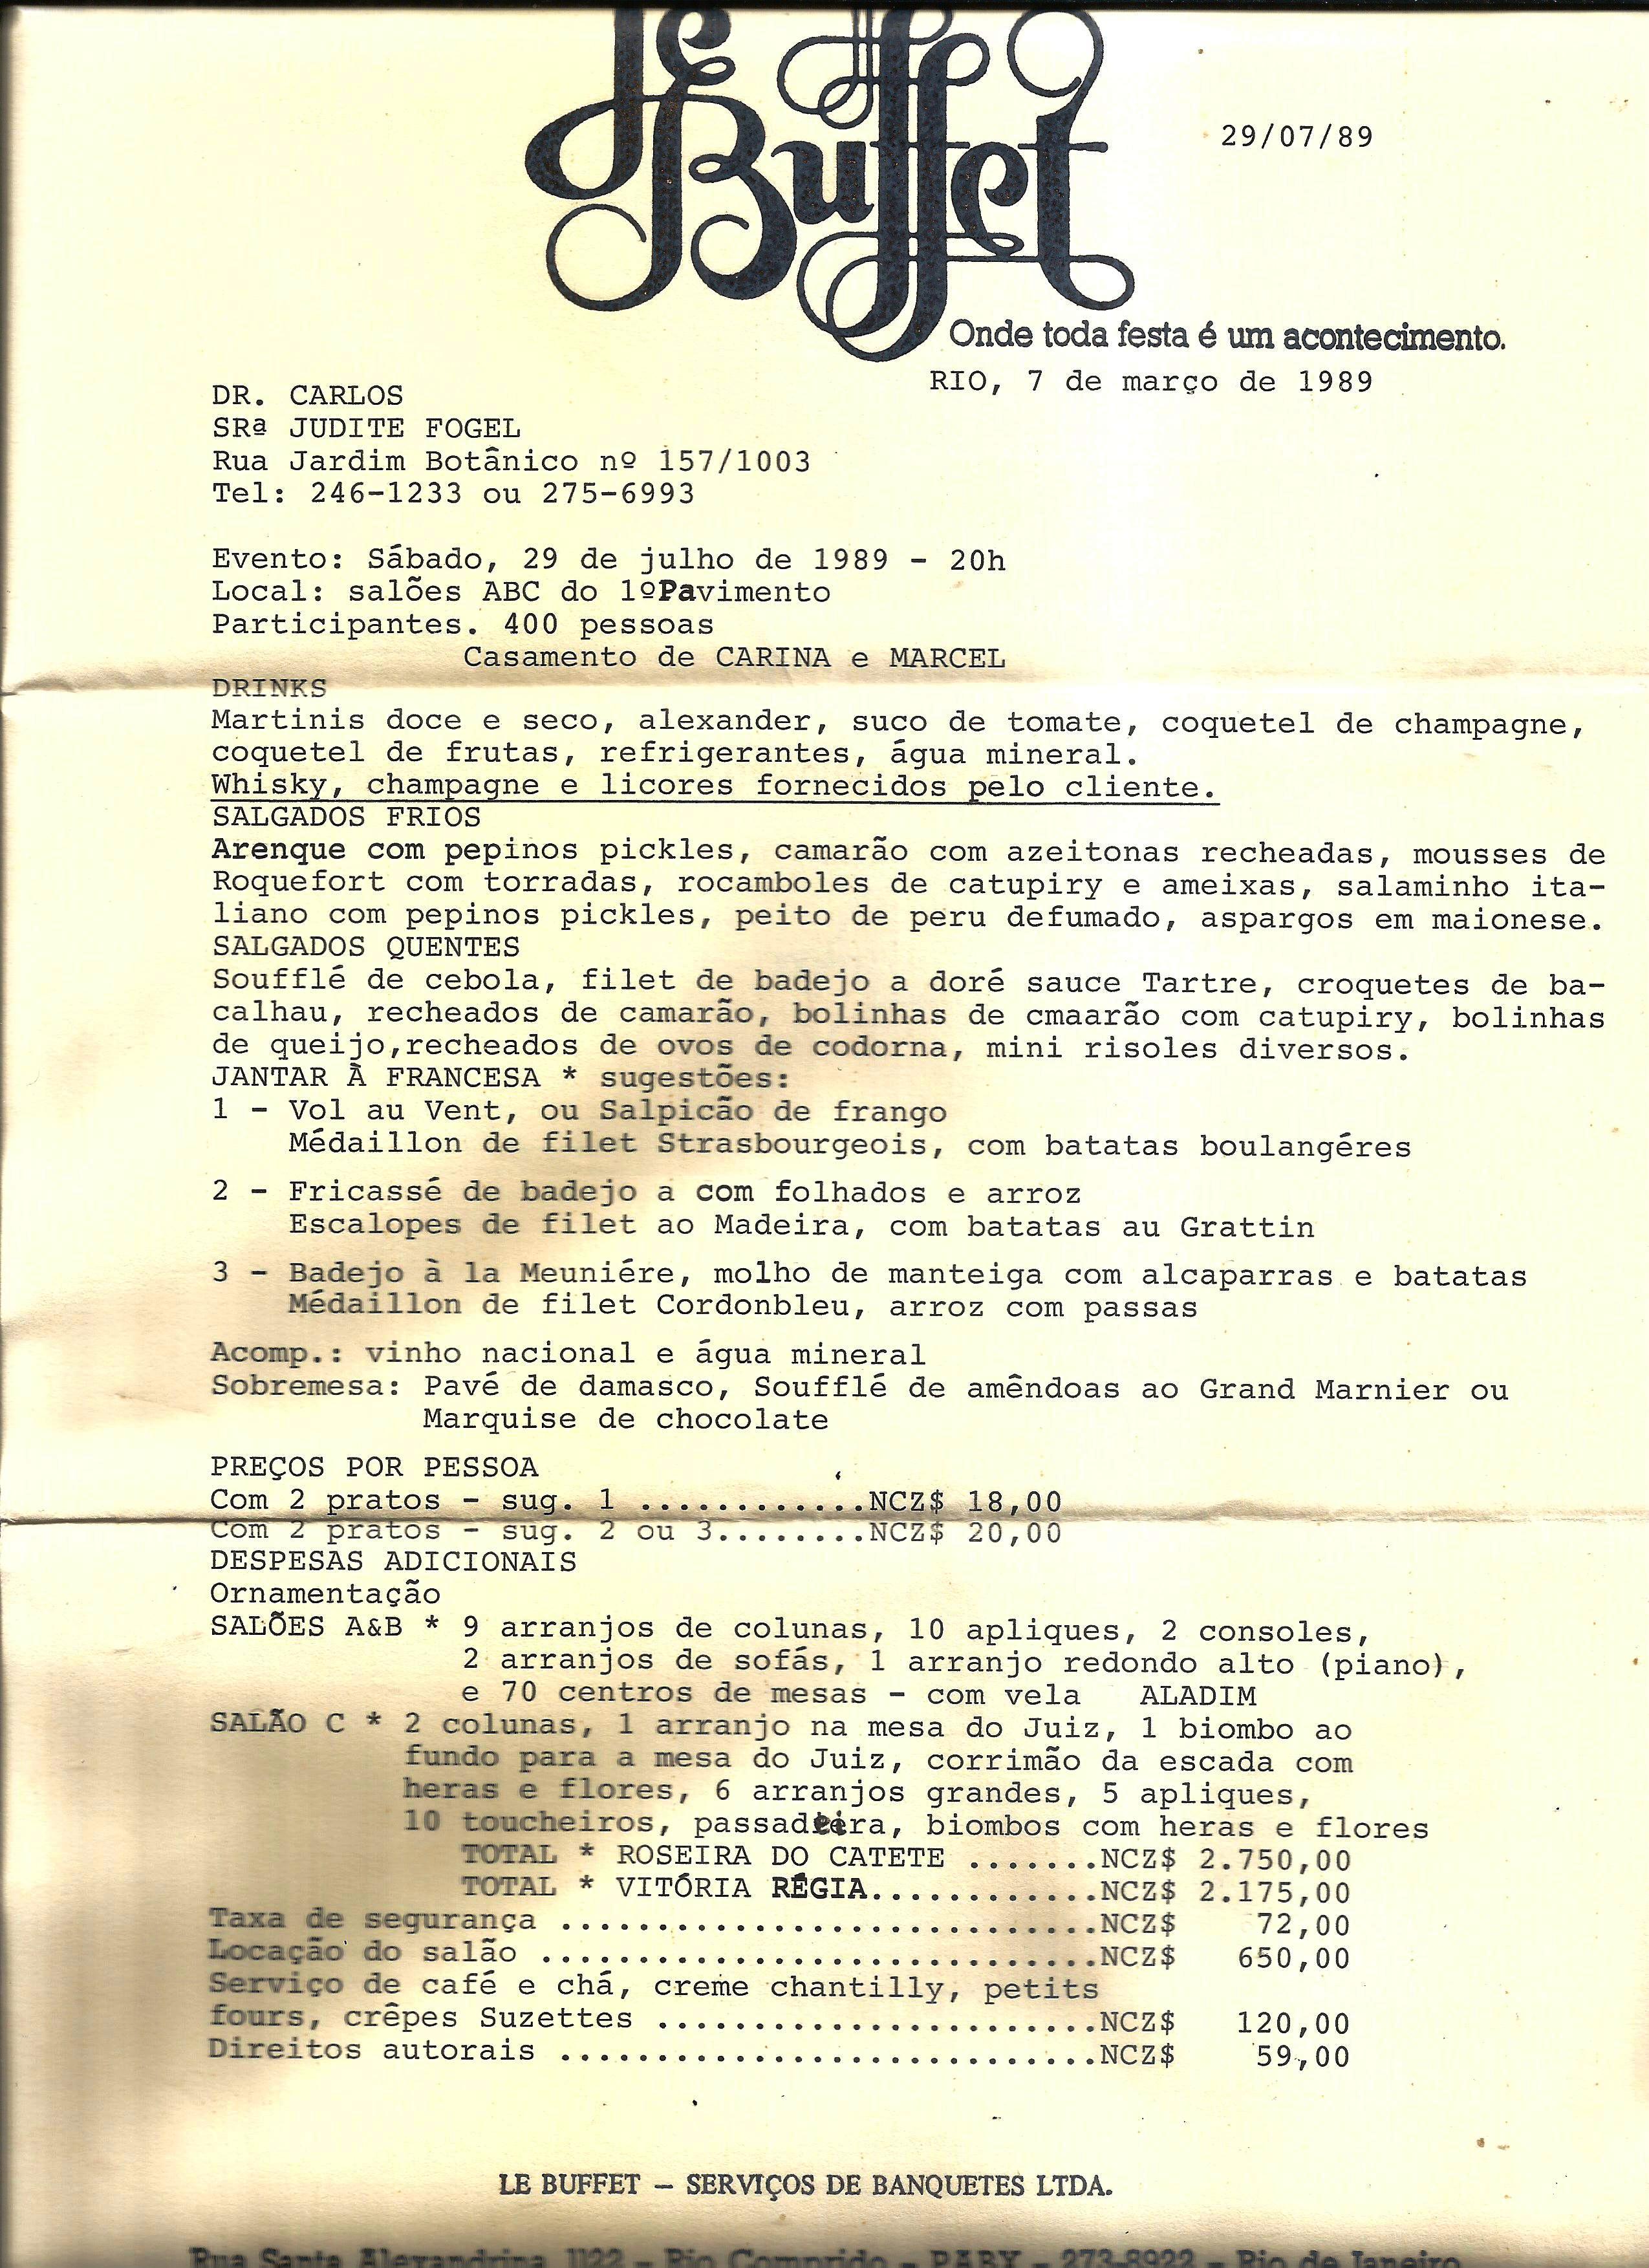 Le
Buffet
29/07/89
Onde toda festa é um acontecimento.
RIO, 7 de março de 1989
DR. CARLOS
SRª JUDITE FOGEL
Rua Jardim Botânico nº 157/1003
Tel: 246-1233 ou 275-6993
Evento: Sábado, 29 de julho de 1989 - 20h
Local: salões ABC do 1ºPavimento
Participantes. 400 pessoas
Casamento de CARINA e MARCEL
DRINKS
Martinis doce e seco, alexander, suco de tomate, coquetel de champagne,
coquetel de frutas, refrigerantes, água mineral.
Whisky, champagne e licores fornecidos pelo cliente.
SALGADOS FRIOS
Arenque com pepinos pickles, camarão com azeitonas recheadas, mousses de
Roquefort com torradas, rocamboles de catupiry e ameixas, salaminho ita-
liano com pepinos pickles, peito de peru defumado, aspargos em maionese.
SALGADOS QUENTES
Soufflé de cebola, filet de badejo a doré sauce Tartre, croquetes de ba-
calhau, recheados de camarão, bolinhas de cmaarão com catupiry, bolinhas
de queijo,recheados de ovos de codorna, mini risoles diversos.
JANTAR À FRANCESA * sugestões:
1 - Vol au Vent, ou Salpicão de frango
Médaillon de filet Strasbourgeois, com batatas boulangéres
2 - Fricassé de badejo a com folhados e arroz
Escalopes de filet ao Madeira, com batatas au Grattin
3 - Badejo à la Meuniére, molho de manteiga com alcaparras e batatas
Médaillon de filet Cordonbleu, arroz com passas
Acomp.: vinho nacional e água mineral
Sobremesa: Pavé de damasco, Soufflé de amêndoas ao Grand Marnier ou
Marquise de chocolate
PREÇOS POR PESSOA
Com 2 pratos - sug. 1 ............NCZ$ 18,00
Com 2 pratos - sug. 2 ou 3........NCZ$ 20,00
DESPESAS ADICIONAIS
Ornamentação
SALÕES A&B * 9 arranjos de colunas, 10 apliques, 2 consoles,
2 arranjos de sofás, 1 arranjo redondo alto (piano),
e 70 centros de mesas - com vela ALADIM
SALÃO C * 2 colunas, 1 arranjo na mesa do Juiz, 1 biombo ao
fundo para a mesa do Juiz, corrimão da escada com
heras e flores, 6 arranjos grandes, 5 apliques,
10 toucheiros, passadeira, biombos com heras e flores
TOTAL * ROSEIRA DO CATETE .......NCZ$ 2.750,00
TOTAL * VITÓRIA RÉGIA............NCZ$ 2.175,00
Taxa de segurança ............................NCZ$ 72,00
Locação do salão .............................NCZ$ 650,00
Serviço de café e chá, creme chantilly, petits
fours, crêpes Suzettes .......................NCZ$ 120,00
Direitos autorais ............................NCZ$ 59,00
LE BUFFET – SERVIÇOS DE BANQUETES LTDA.
Rua Santa Alexandrina, 1122 – Rio Comprido – PABX – 273-8922 – Rio de Janeiro